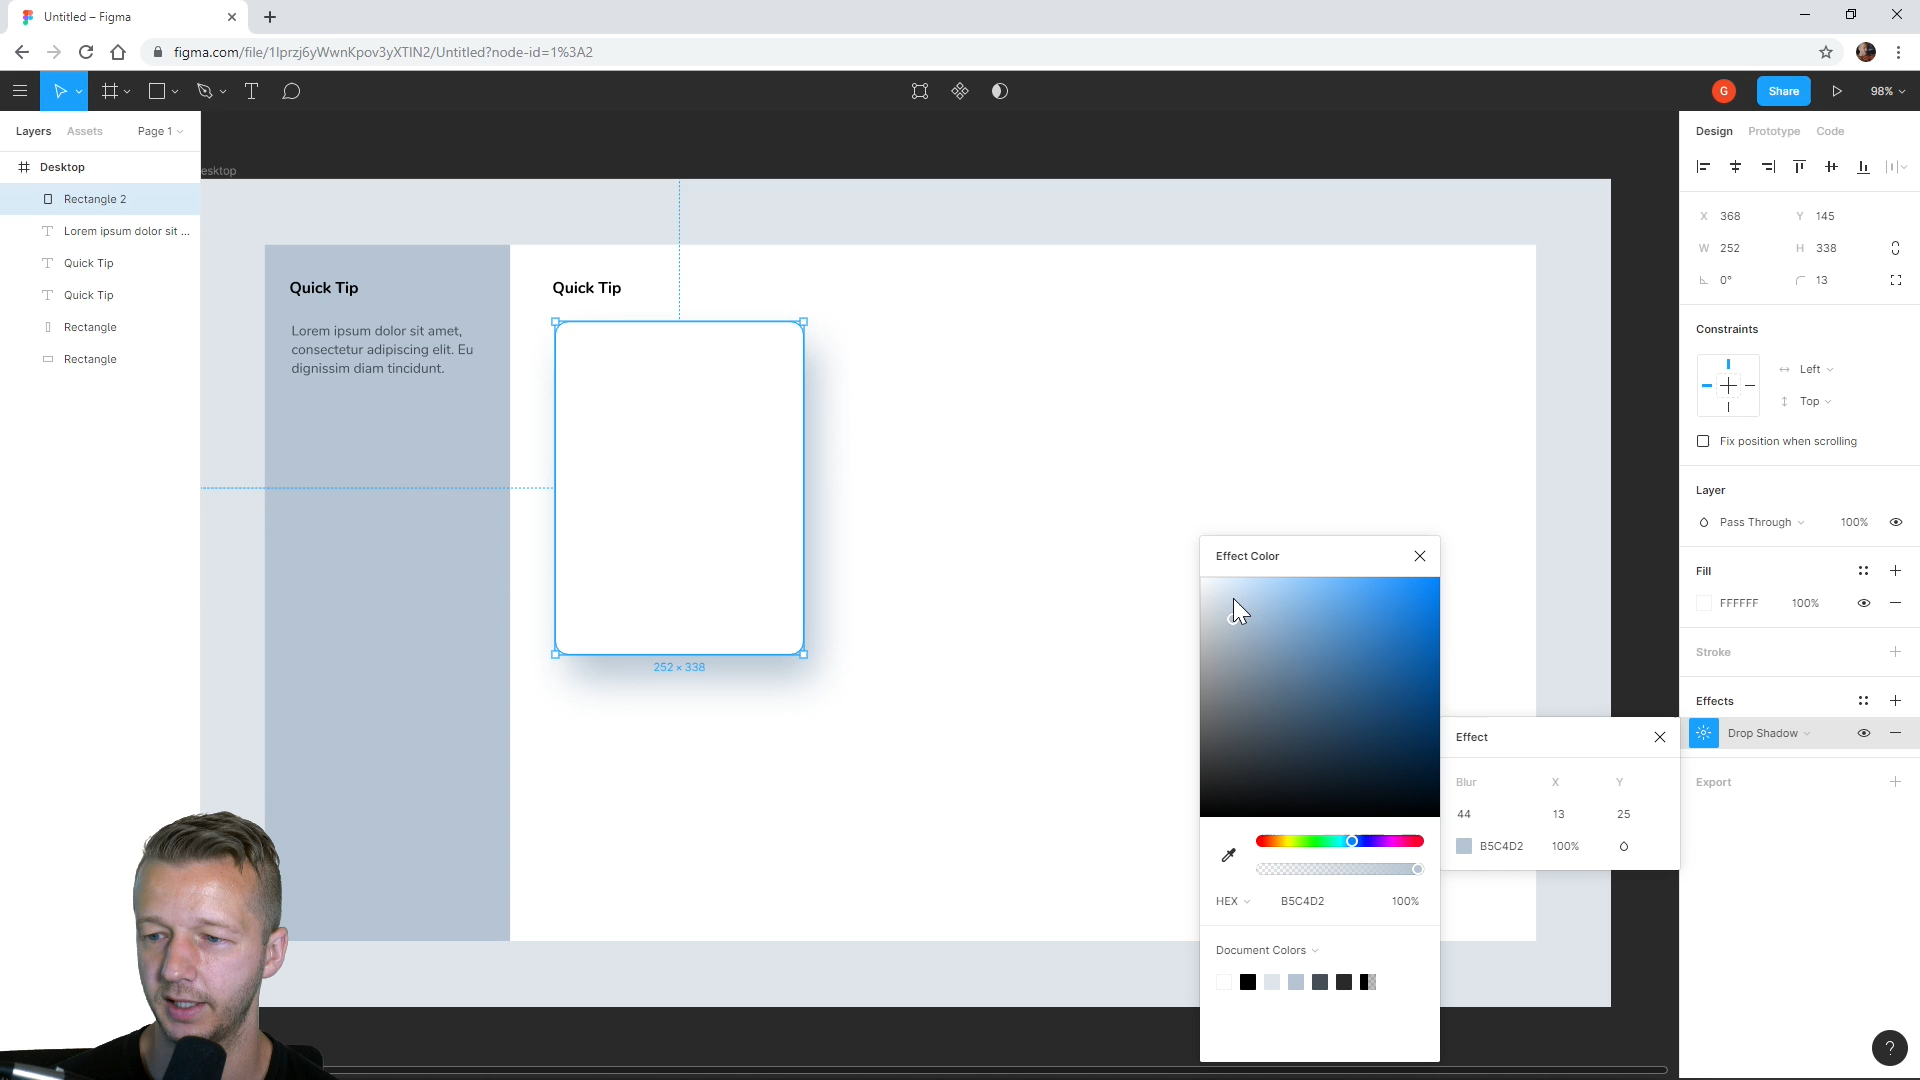 Untitled – Figma
figma.com/file/1Iprzj6yWwnKpov3yXTIN2/Untitled?node-id=1%3A2
G
Share
98%
Layers
Assets
Page 1
Desktop
Rectangle 2
Lorem ipsum dolor sit ...
Quick Tip
Quick Tip
Rectangle
Rectangle
esktop
Quick Tip
Lorem ipsum dolor sit amet,
consectetur adipiscing elit. Eu
dignissim diam tincidunt.
Quick Tip
252 × 338
Effect Color
HEX
B5C4D2
100%
Document Colors
Effect
Blur
X
Y
44
13
25
B5C4D2
100%
Design
Prototype
Code
X 368
Y 145
W 252
H 338
0°
13
Constraints
Left
Top
Fix position when scrolling
Layer
Pass Through
100%
Fill
FFFFFF
100%
Stroke
Effects
Drop Shadow
Export
?